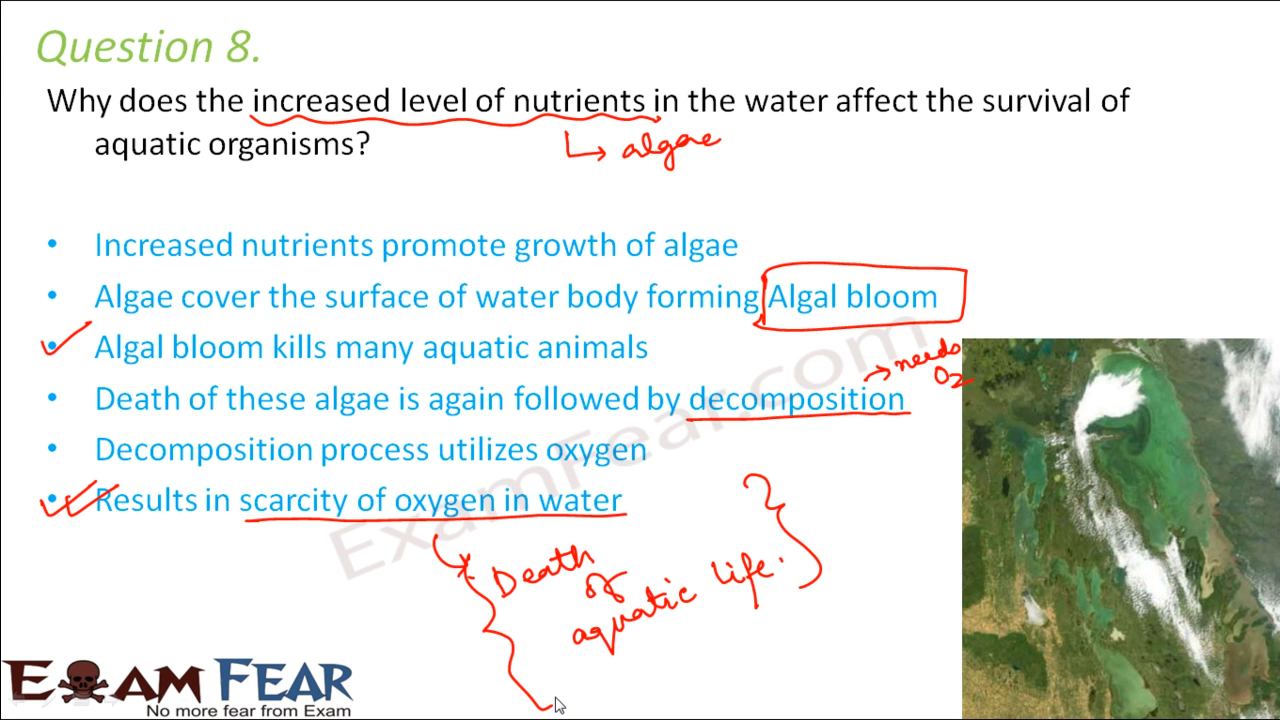 Question 8.
Why does the increased level of nutrients in the water affect the survival of
aquatic organisms?
algae
• Increased nutrients promote growth of algae
• Algae cover the surface of water body forming Algal bloom
• Algal bloom kills many aquatic animals
→ needs
O2
• Death of these algae is again followed by decomposition
• Decomposition process utilizes oxygen
• Results in scarcity of oxygen in water
Death
of
aquatic life.
ExamFear.com
EXAM FEAR
No more fear from Exam